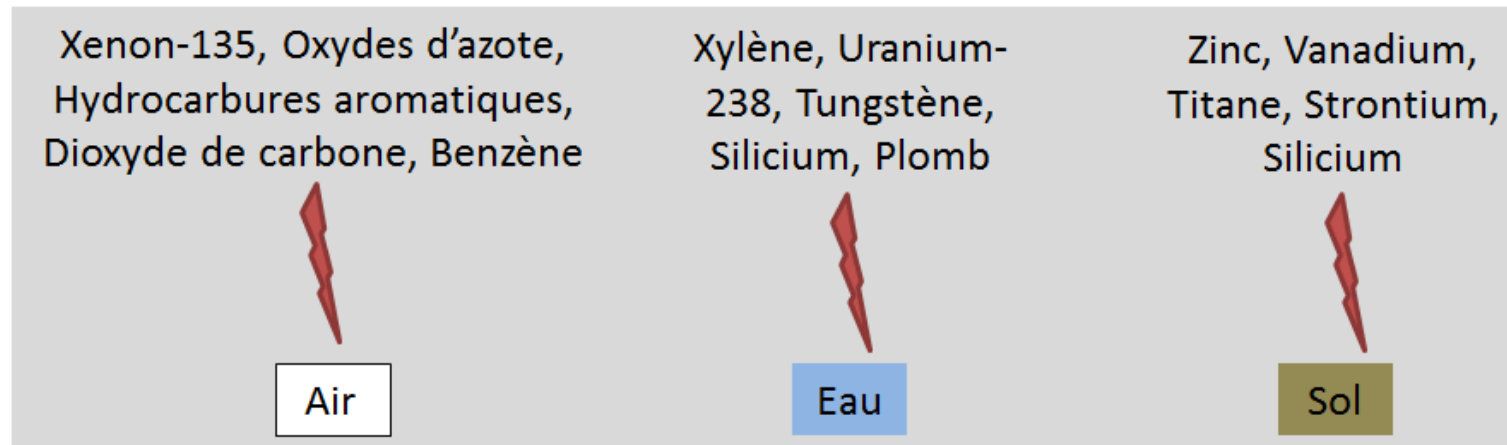 Xenon-135, Oxydes d'azote,
Hydrocarbures aromatiques,
Dioxyde de carbone, Benzène
Xylène, Uranium-
238, Tungstène,
Silicium, Plomb
Zinc, Vanadium,
Titane, Strontium,
Silicium
Air
Eau
Sol